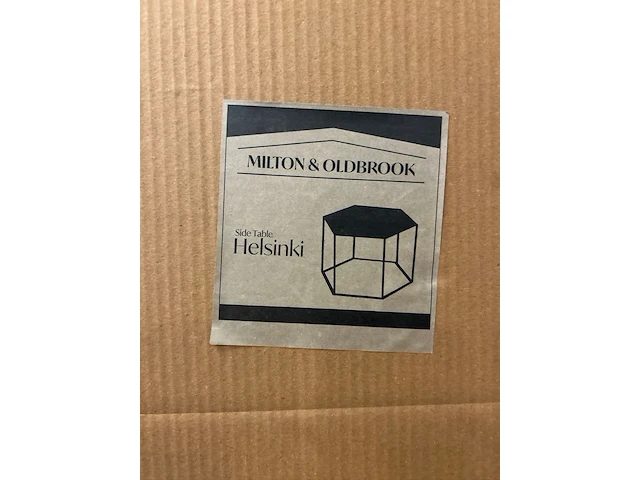 MILTON & OLDBROOK
Side Table
Helsinki